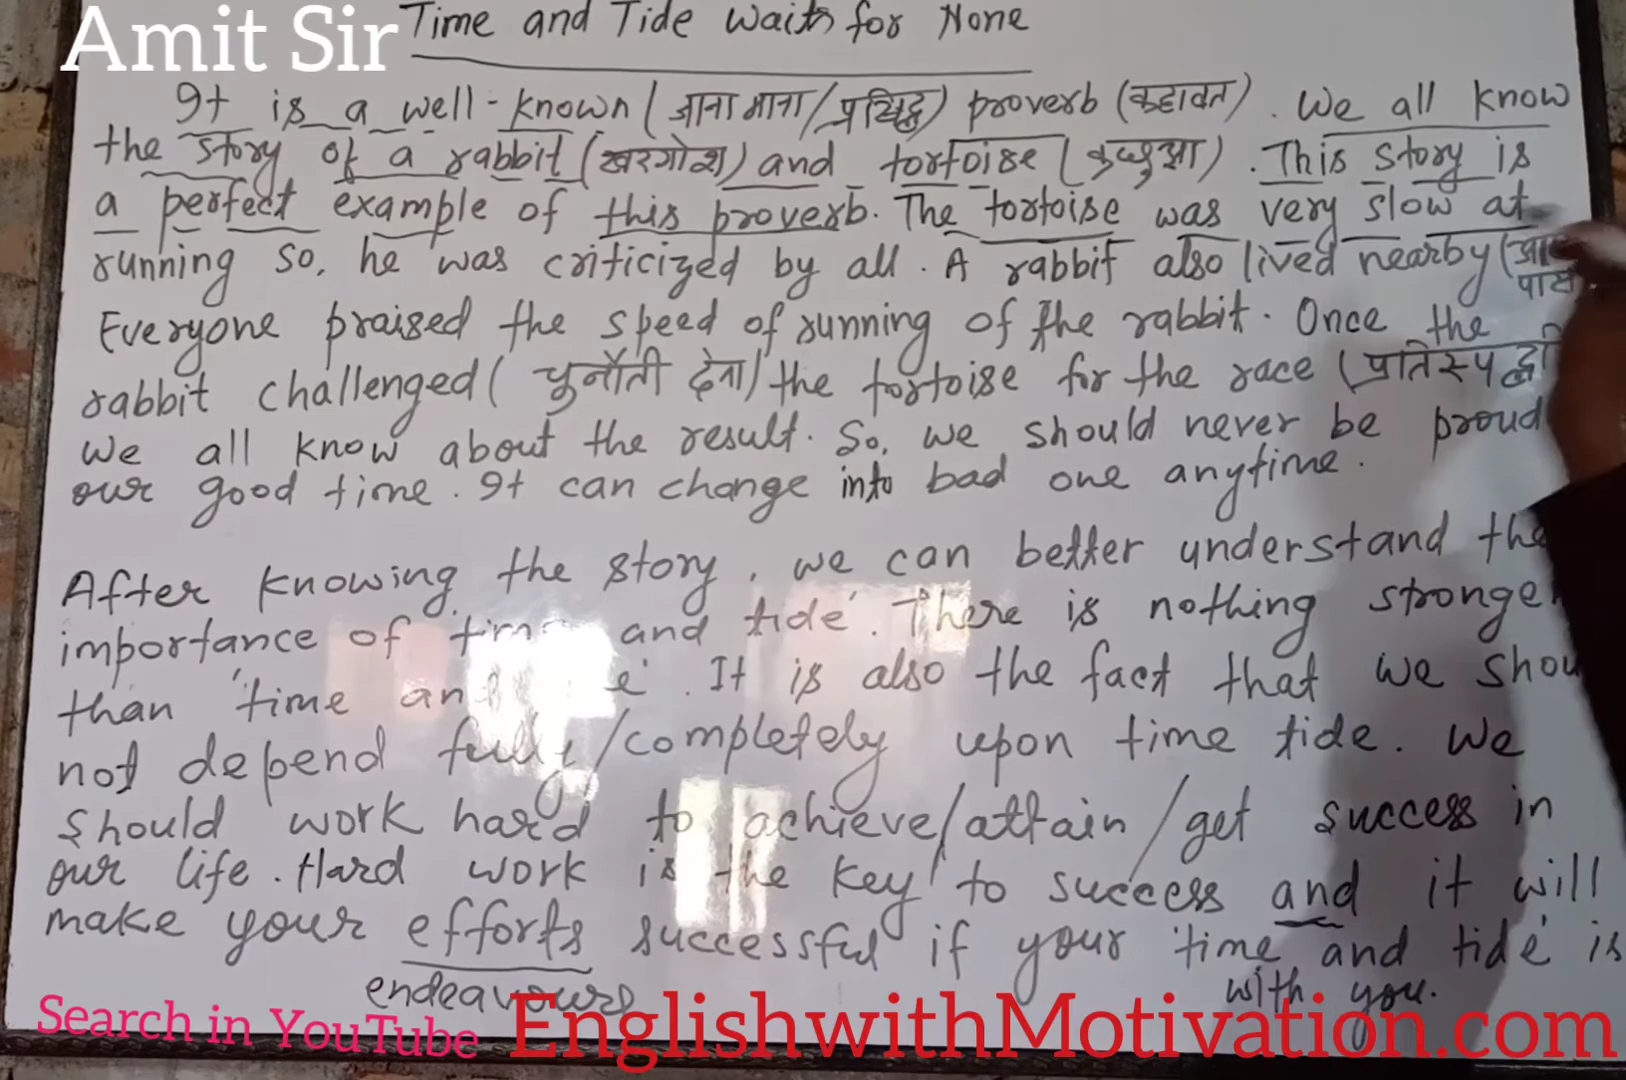 Amit Sir
Time and Tide Waits for None
It is a well-known (जाना माना/प्रसिद्ध) proverb (कहावत). We all know
the story of a rabbit (खरगोश) and tortoise (कछुआ). This story is
a perfect example of this proverb. The tortoise was very slow at
running so, he was criticized by all. A rabbit also lived nearby
Everyone praised the speed of running of the rabbit. Once the
rabbit challenged (चुनौती देना) the tortoise for the race
We all know about the result. So, we should never be proud
our good time. It can change into bad one anytime.
After knowing the story, we can better understand the
importance of and tide'. There is nothing
than 'time. It is also the fact that we
not depend fully/completely upon time tide. We
should work hard to achieve/attain/get success in
our life. Hard work is the key to success and it will
make your efforts successful if your 'time and tide' is
endeavours with you.
Search in YouTube EnglishwithMotivation.com